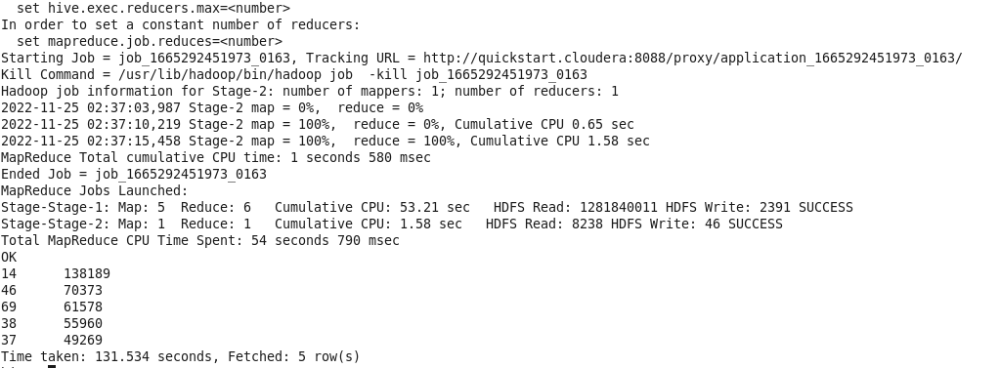 set hive.exec.reducers.max=<number>
In order to set a constant number of reducers:
  set mapreduce.job.reduces=<number>
Starting Job = job_1665292451973_0163, Tracking URL = http://quickstart.cloudera:8088/proxy/application_1665292451973_0163/
Kill Command = /usr/lib/hadoop/bin/hadoop job  -kill job_1665292451973_0163
Hadoop job information for Stage-2: number of mappers: 1; number of reducers: 1
2022-11-25 02:37:03,987 Stage-2 map = 0%,  reduce = 0%
2022-11-25 02:37:10,219 Stage-2 map = 100%,  reduce = 0%, Cumulative CPU 0.65 sec
2022-11-25 02:37:15,458 Stage-2 map = 100%,  reduce = 100%, Cumulative CPU 1.58 sec
MapReduce Total cumulative CPU time: 1 seconds 580 msec
Ended Job = job_1665292451973_0163
MapReduce Jobs Launched:
Stage-Stage-1: Map: 5  Reduce: 6   Cumulative CPU: 53.21 sec   HDFS Read: 1281840011 HDFS Write: 2391 SUCCESS
Stage-Stage-2: Map: 1  Reduce: 1   Cumulative CPU: 1.58 sec   HDFS Read: 8238 HDFS Write: 46 SUCCESS
Total MapReduce CPU Time Spent: 54 seconds 790 msec
OK
14      138189
46      70373
69      61578
38      55960
37      49269
Time taken: 131.534 seconds, Fetched: 5 row(s)